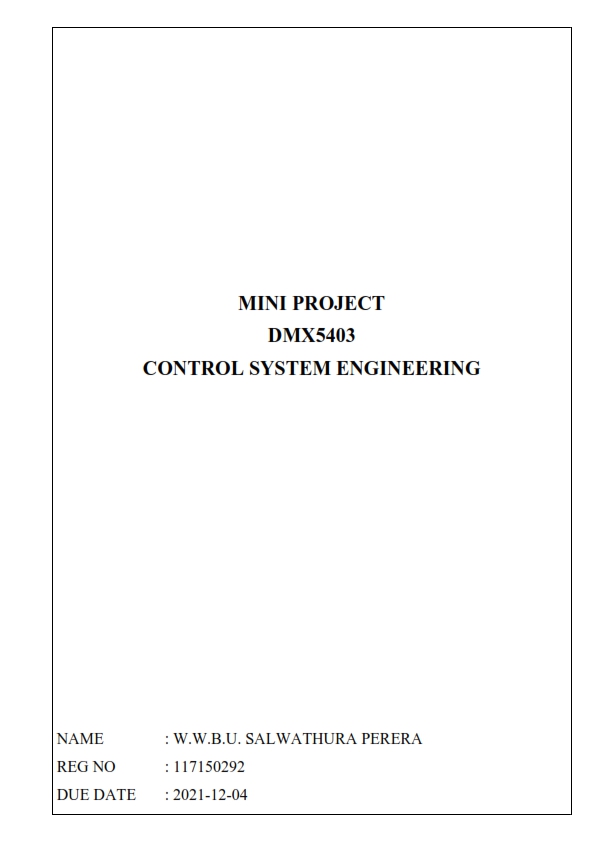 MINI PROJECT
DMX5403
CONTROL SYSTEM ENGINEERING
NAME : W.W.B.U. SALWATHURA PERERA
REG NO : 117150292
DUE DATE : 2021-12-04